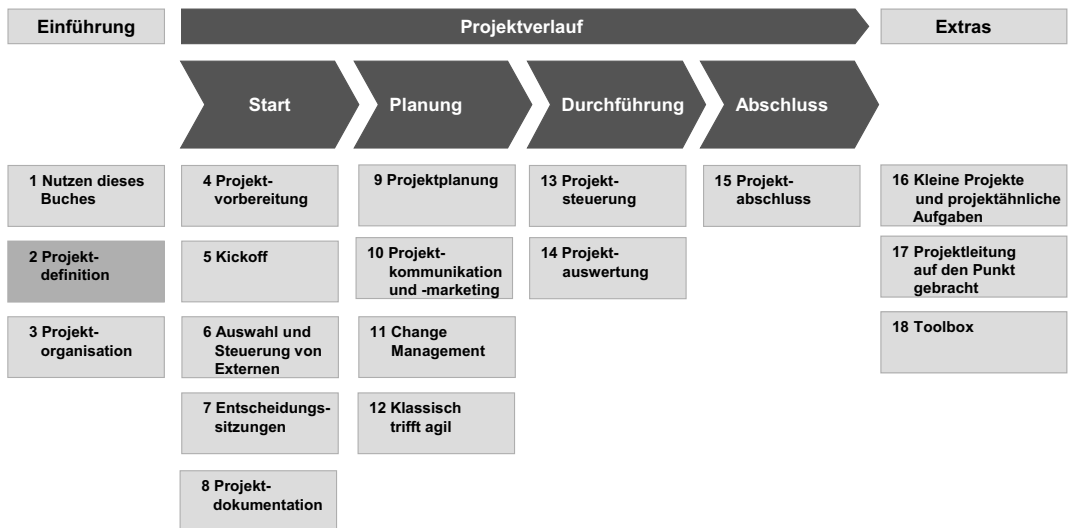 Einführung
Projektverlauf
Extras
Start
Planung
Durchführung
Abschluss
1 Nutzen dieses
Buches
2 Projekt-
definition
3 Projekt-
organisation
4 Projekt-
vorbereitung
5 Kickoff
6 Auswahl und
Steuerung von
Externen
7 Entscheidungs-
sitzungen
8 Projekt-
dokumentation
9 Projektplanung
10 Projekt-
kommunikation
und -marketing
11 Change
Management
12 Klassisch
trifft agil
13 Projekt-
steuerung
14 Projekt-
auswertung
15 Projekt-
abschluss
16 Kleine Projekte
und projektähnliche
Aufgaben
17 Projektleitung
auf den Punkt
gebracht
18 Toolbox